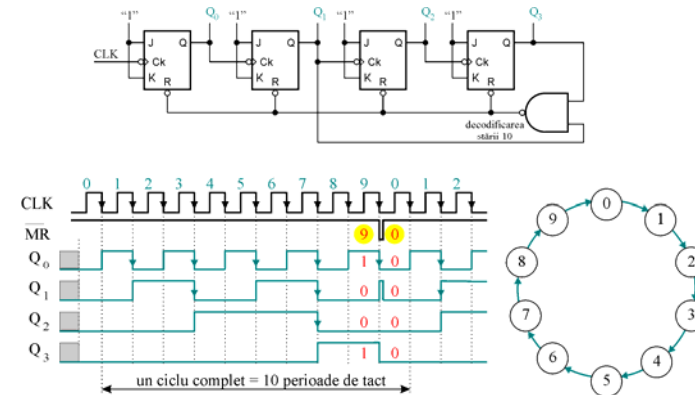 “1” Q0 “1” Q1 “1” Q2 “1” Q3
J Q J Q J Q J Q
CLK Ck Ck Ck Ck
K R K R K R K R
decodificarea
stării 10
0 1 2 3 4 5 6 7 8 9 0 1 2
CLK
MR 9 0
Q0 1 0
Q1 0 0
Q2 0 0
Q3 1 0
un ciclu complet = 10 perioade de tact
0
9 1
8 2
7 3
6 4
5